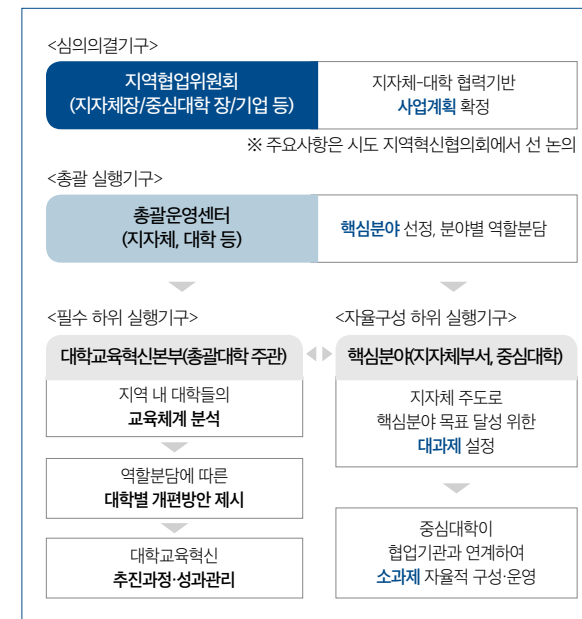 <심의의결기구>
지역협업위원회
(지자체장/중심대학 장/기업 등)
지자체-대학 협력기반
사업계획 확정
※ 주요사항은 시도 지역혁신협의회에서 선 논의
<총괄 실행기구>
총괄운영센터
(지자체, 대학 등)
핵심분야 선정, 분야별 역할분담
<필수 하위 실행기구>
대학교육혁신본부(총괄대학 주관)
지역 내 대학들의
교육체계 분석
역할분담에 따른
대학별 개편방안 제시
대학교육혁신
추진과정·성과관리
<자율구성 하위 실행기구>
핵심분야(지자체부서, 중심대학)
지자체 주도로
핵심분야 목표 달성 위한
대과제 설정
중심대학이
협업기관과 연계하여
소과제 자율적 구성·운영